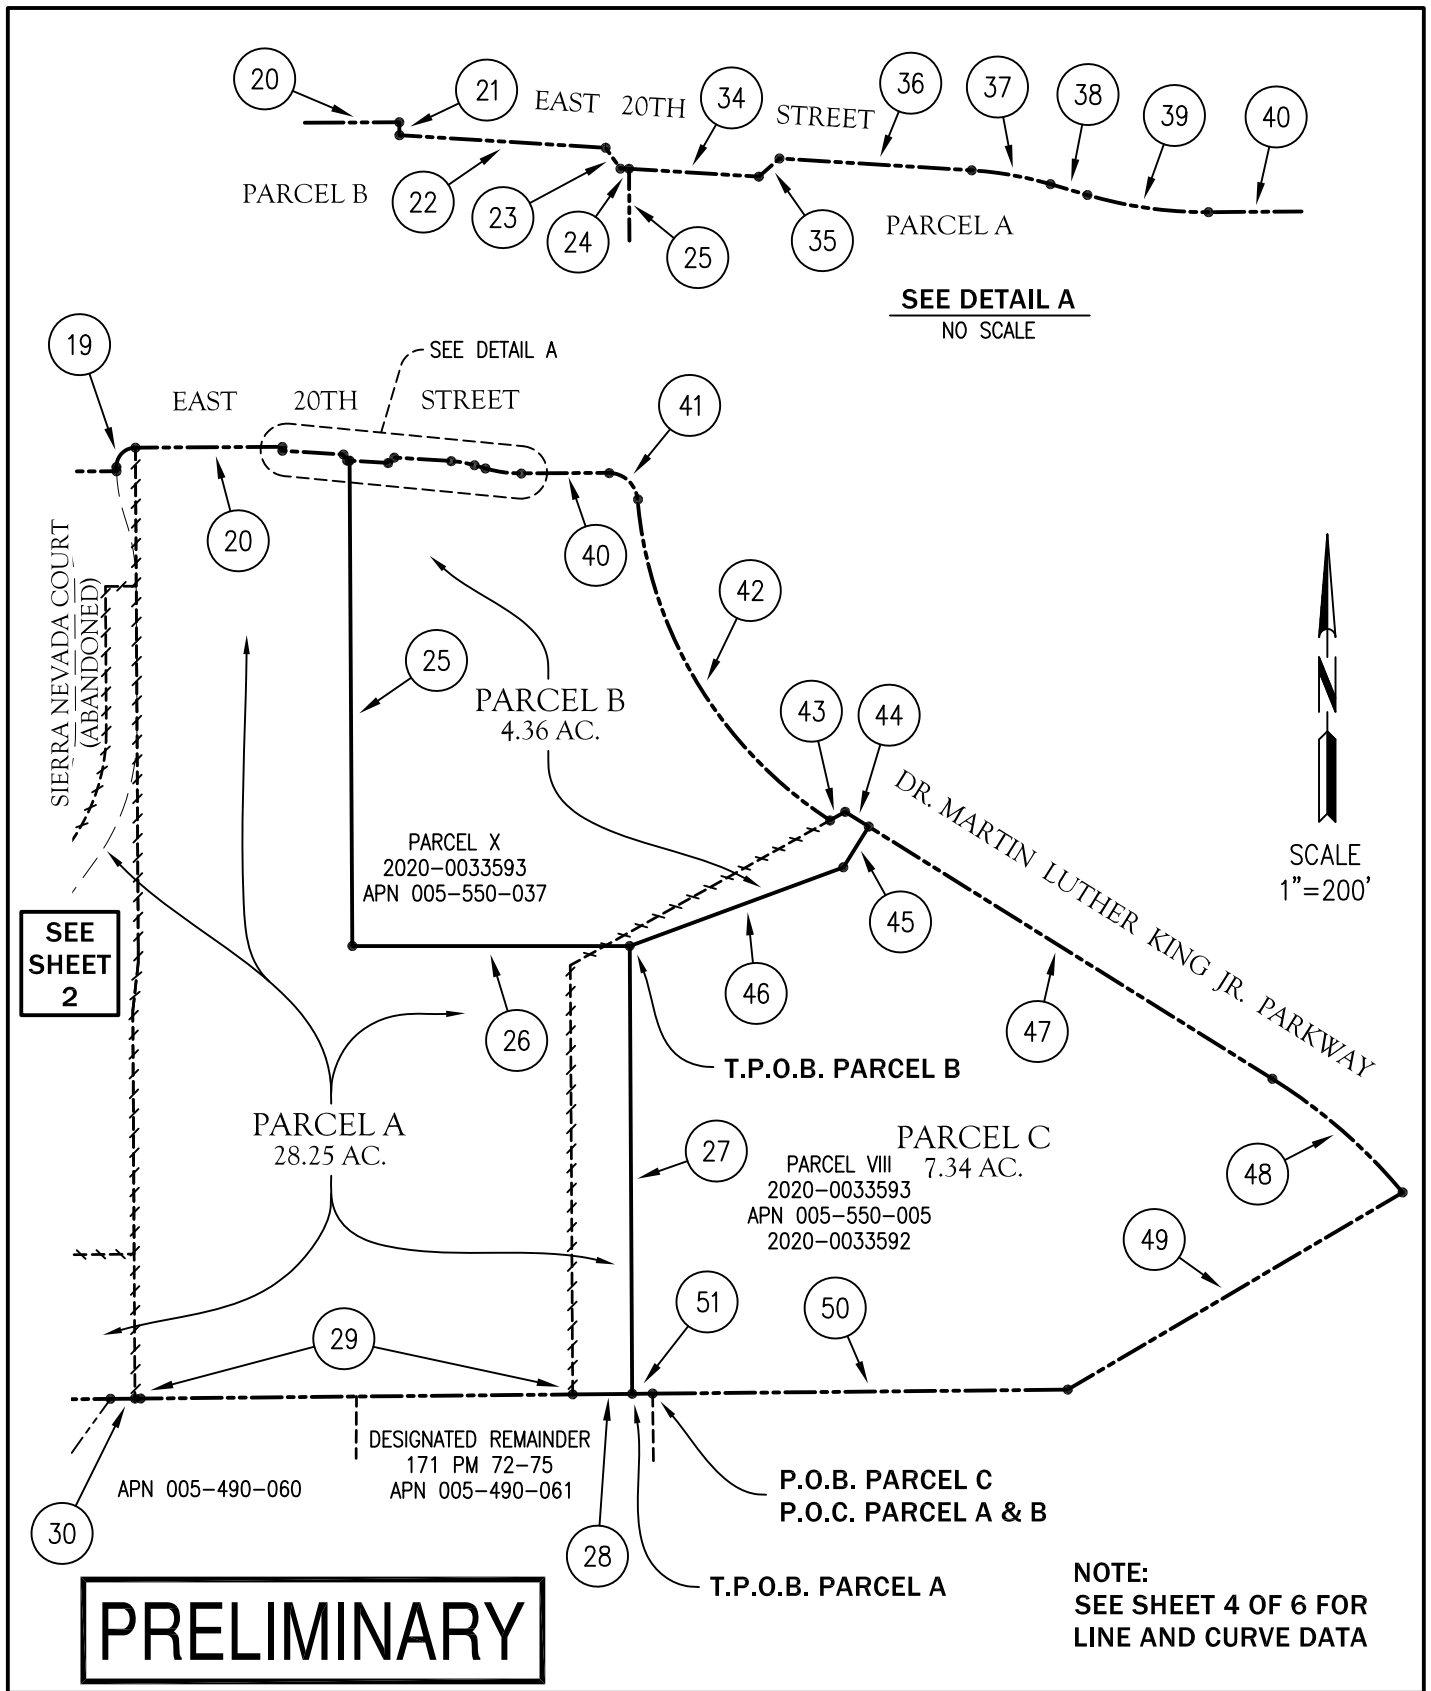 20
21
EAST 20TH STREET
34
36
37
38
39
40
PARCEL B
22
23
24
25
35
PARCEL A
SEE DETAIL A
NO SCALE
19
SEE DETAIL A
EAST 20TH STREET
41
20
40
SIERRA NEVADA COURT
(ABANDONED)
42
25
PARCEL B
4.36 AC.
43
44
DR. MARTIN LUTHER KING JR. PARKWAY
N
SCALE
1"=200'
PARCEL X
2020-0033593
APN 005-550-037
45
SEE
SHEET
2
46
26
47
T.P.O.B. PARCEL B
PARCEL A
28.25 AC.
27
PARCEL C
7.34 AC.
PARCEL VIII
2020-0033593
APN 005-550-005
2020-0033592
48
49
51
50
29
DESIGNATED REMAINDER
171 PM 72-75
APN 005-490-061
APN 005-490-060
P.O.B. PARCEL C
P.O.C. PARCEL A & B
30
28
T.P.O.B. PARCEL A
NOTE:
SEE SHEET 4 OF 6 FOR
LINE AND CURVE DATA
PRELIMINARY